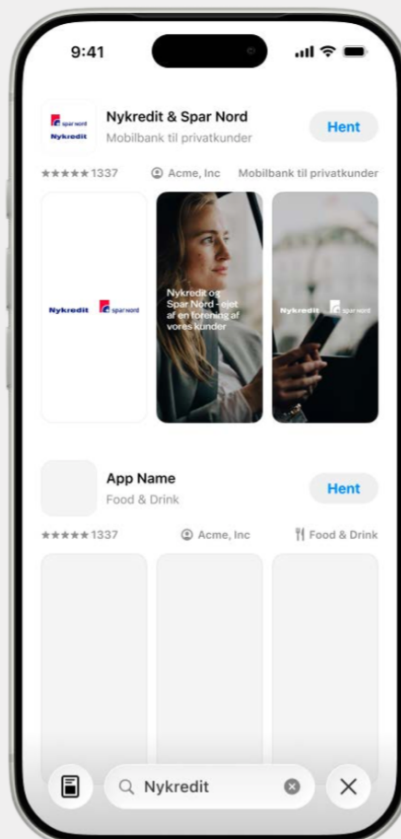 9:41
spar nord
Nykredit
Nykredit & Spar Nord
Mobilbank til privatkunder
Hent
★★★★★ 1337
Acme, Inc
Mobilbank til privatkunder
Nykredit
spar nord
Nykredit og
Spar Nord - ejet
af en forening af
vores kunder
Nykredit
spar nord
App Name
Food & Drink
Hent
★★★★★ 1337
Acme, Inc
Food & Drink
Nykredit